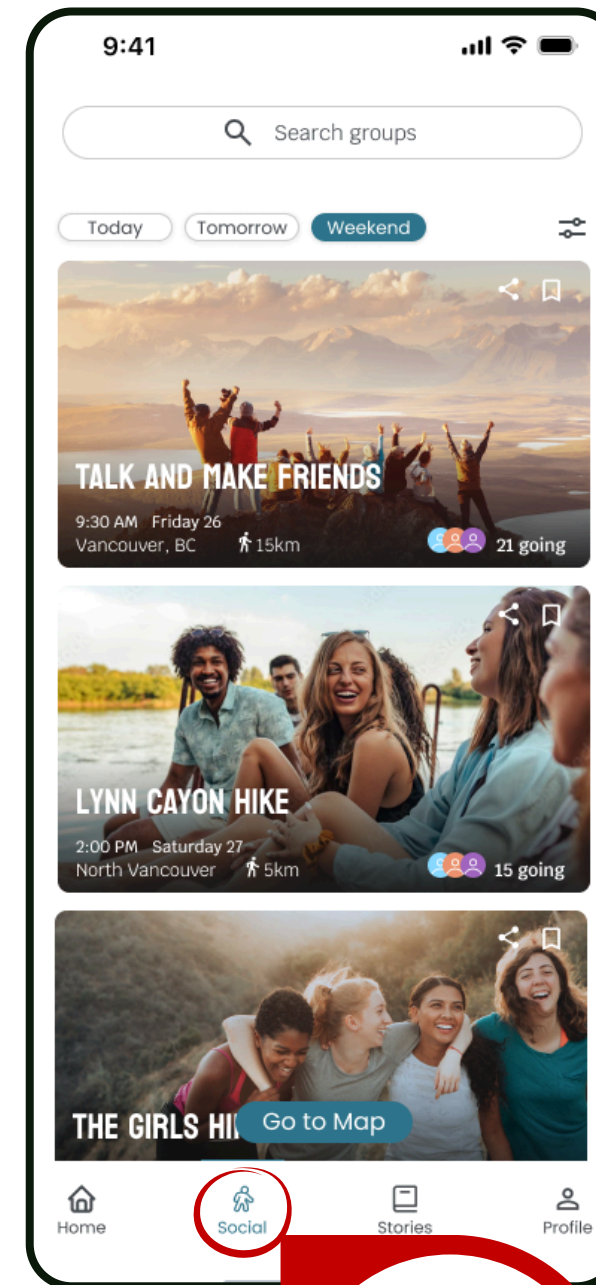 9:41
Search groups
Today Tomorrow Weekend
TALK AND MAKE FRIENDS
9:30 AM Friday 26
Vancouver, BC 15km 21 going
LYNN CAYON HIKE
2:00 PM Saturday 27
North Vancouver 5km 15 going
THE GIRLS
Go to Map
Home Social Stories Profile